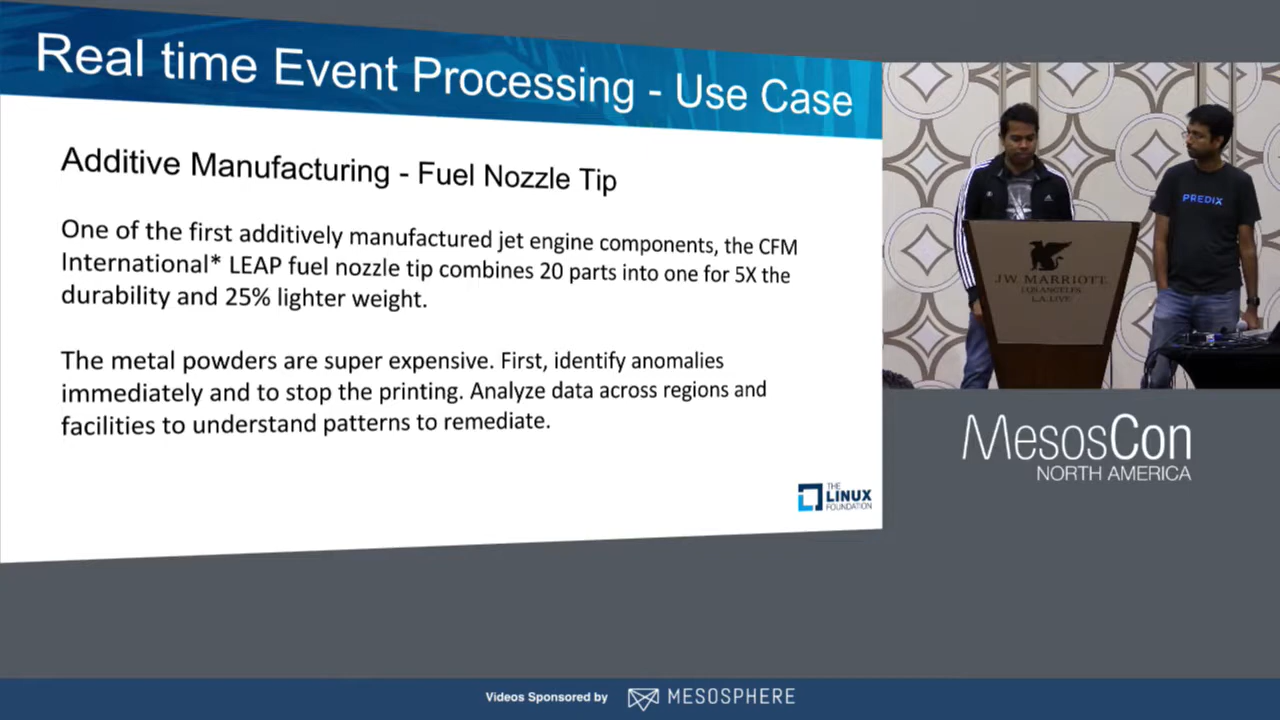 Real time Event Processing - Use Case
Additive Manufacturing - Fuel Nozzle Tip
One of the first additively manufactured jet engine components, the CFM
International* LEAP fuel nozzle tip combines 20 parts into one for 5X the
durability and 25% lighter weight.
The metal powders are super expensive. First, identify anomalies
immediately and to stop the printing. Analyze data across regions and
facilities to understand patterns to remediate.
THE
LINUX
FOUNDATION
PREDIX
JW MARRIOTT
LOS ANGELES
L.A. LIVE
MesosCon
NORTH AMERICA
Videos Sponsored by
MESOSPHERE